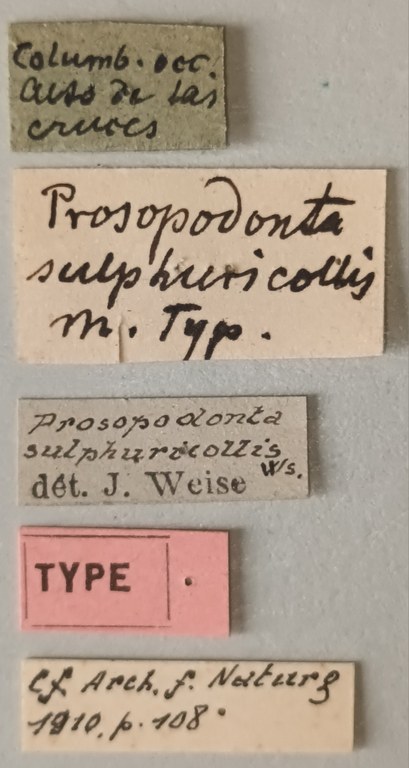 Columb. occ.
Alto de las
cruces
Prosopodonta
sulphuricollis
m. Typ.
Prosopodonta
sulphuricollis
Ws.
dét. J. Weise
TYPE
Cf. Arch. f. Naturg
1910, p. 108.